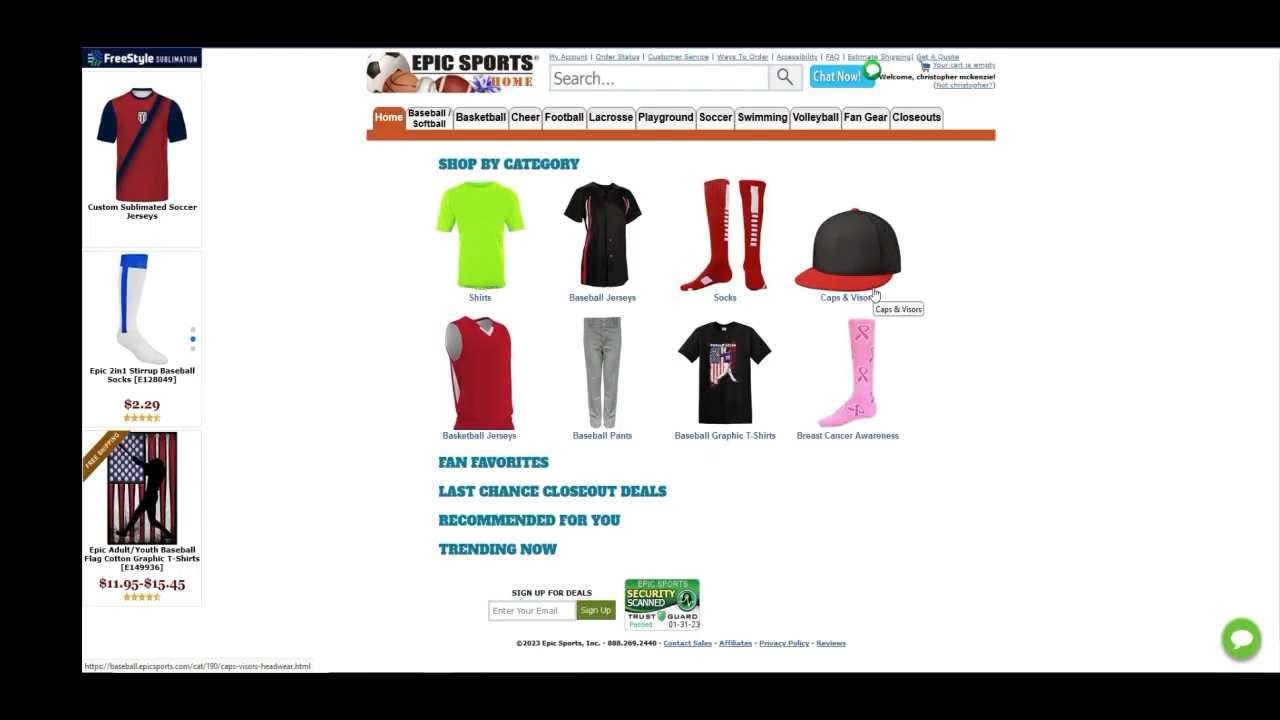 FREESTYLE SUBLIMATION
Custom Sublimated Soccer
Jerseys
Epic 2in1 Stirrup Baseball
Socks [E128049]
$2.29
FREE SHIPPING
Epic Adult/Youth Baseball
Flag Cotton Graphic T-Shirts
[E149936]
$11.95-$15.45
EPIC SPORTS®
HOME
My Account | Order Status | Customer Service | Ways To Order | Accessibility | FAQ | Estimate Shipping| Get A Quote
Search...
Chat Now!
Your cart is empty
Welcome, christopher mckenzie!
(Not christopher?)
Home
Baseball /
Softball
Basketball
Cheer
Football
Lacrosse
Playground
Soccer
Swimming
Volleyball
Fan Gear
Closeouts
SHOP BY CATEGORY
Shirts
Baseball Jerseys
Socks
Caps & Visors
Caps & Visors
Basketball Jerseys
Baseball Pants
Baseball Graphic T-Shirts
Breast Cancer Awareness
FAN FAVORITES
LAST CHANCE CLOSEOUT DEALS
RECOMMENDED FOR YOU
TRENDING NOW
SIGN UP FOR DEALS
Enter Your Email
Sign Up
EPIC SPORTS
SECURITY
SCANNED
TRUST GUARD
Passed 01-31-23
©2023 Epic Sports, Inc. - 888.269.2440 - Contact Sales - Affiliates - Privacy Policy - Reviews
https://baseball.epicsports.com/cat/190/caps-visors-headwear.html